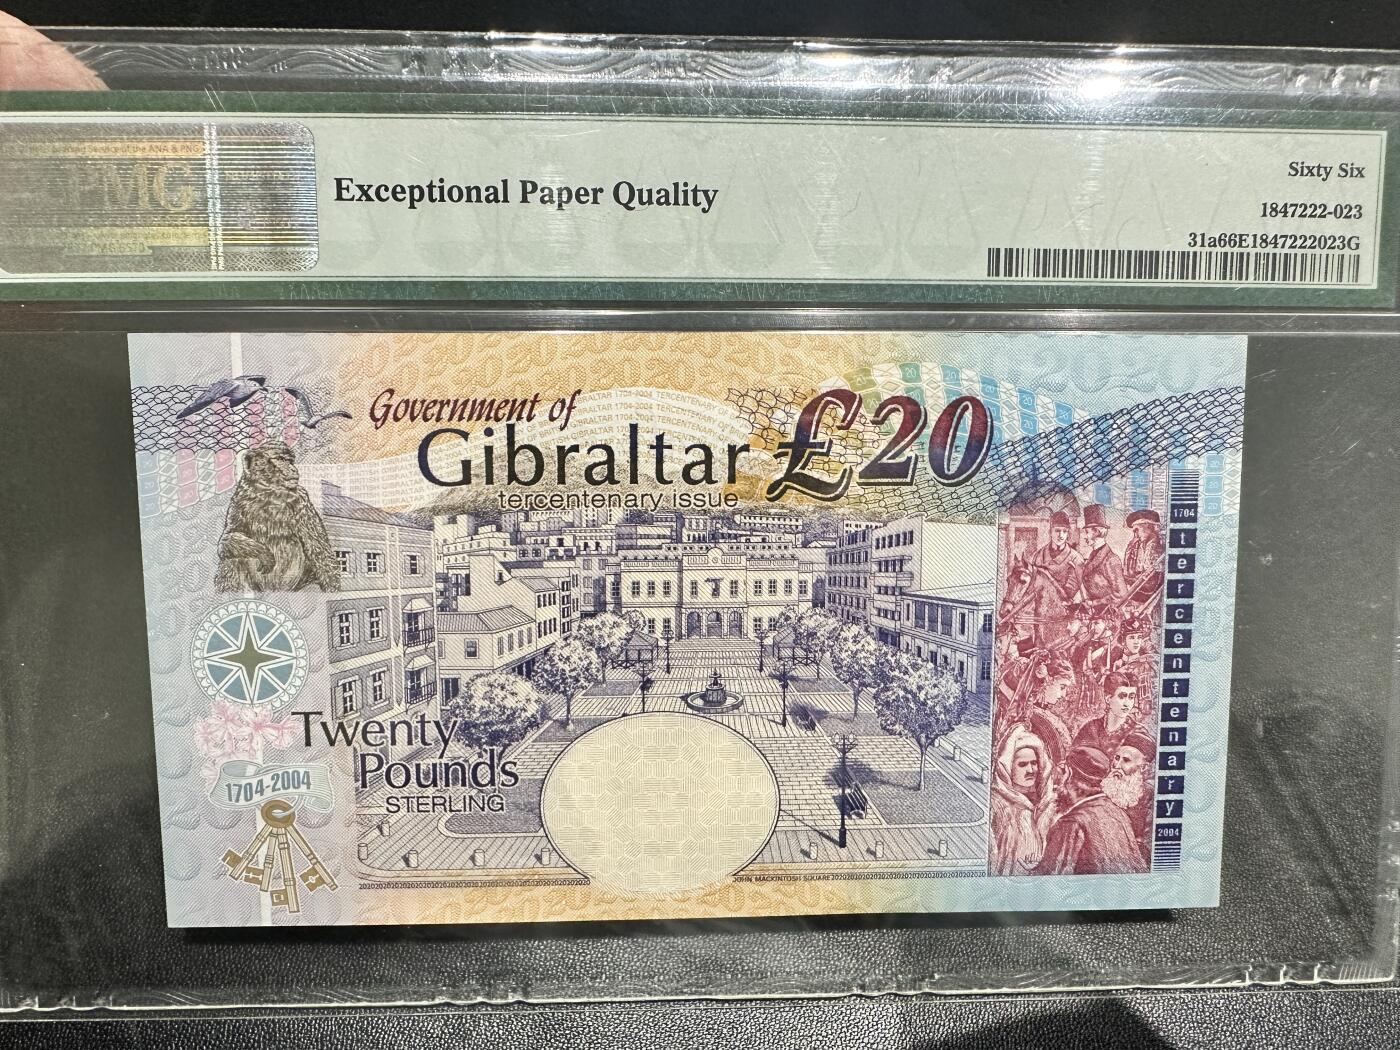 PMG
Exceptional Paper Quality
Sixty Six
1847222-023
31a66E1847222023G
Government of
Gibraltar
tercentenary issue
£20
1704
tercentenary
2004
Twenty
Pounds
STERLING
1704-2004
JOHN MACKINTOSH SQUARE